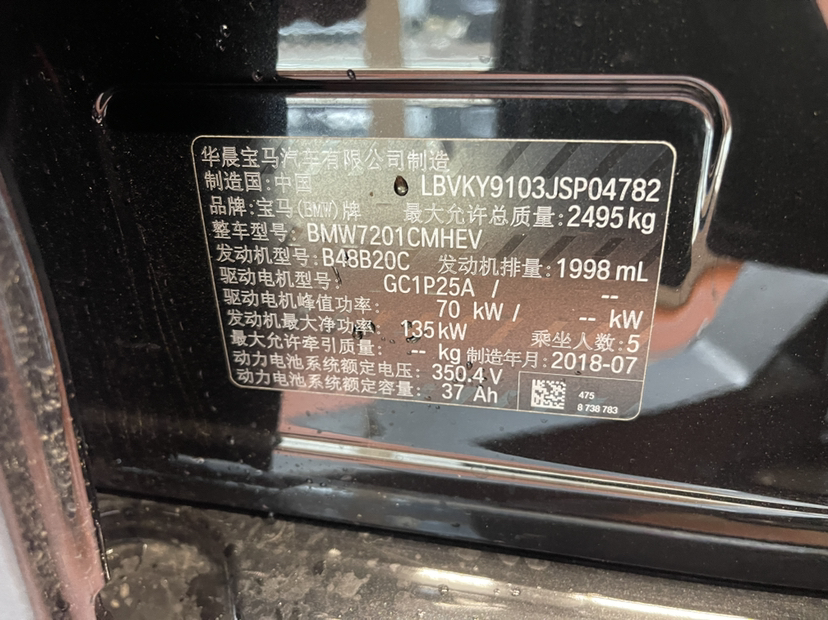 华晨宝马汽车有限公司制造
制造国:中国 LBVKY9103JSP04782
品牌:宝马(BMW)牌 最大允许总质量:2495kg
整车型号:BMW7201CMHEV
发动机型号:B48B20C 发动机排量:1998 mL
驱动电机型号: GC1P25A / --
驱动电机峰值功率: 70 kW / -- kW
发动机最大净功率: 135kW 乘坐人数:5
最大允许牵引质量: -- kg 制造年月:2018-07
动力电池系统额定电压: 350.4 V
动力电池系统额定容量: 37 Ah
475
8 738 783